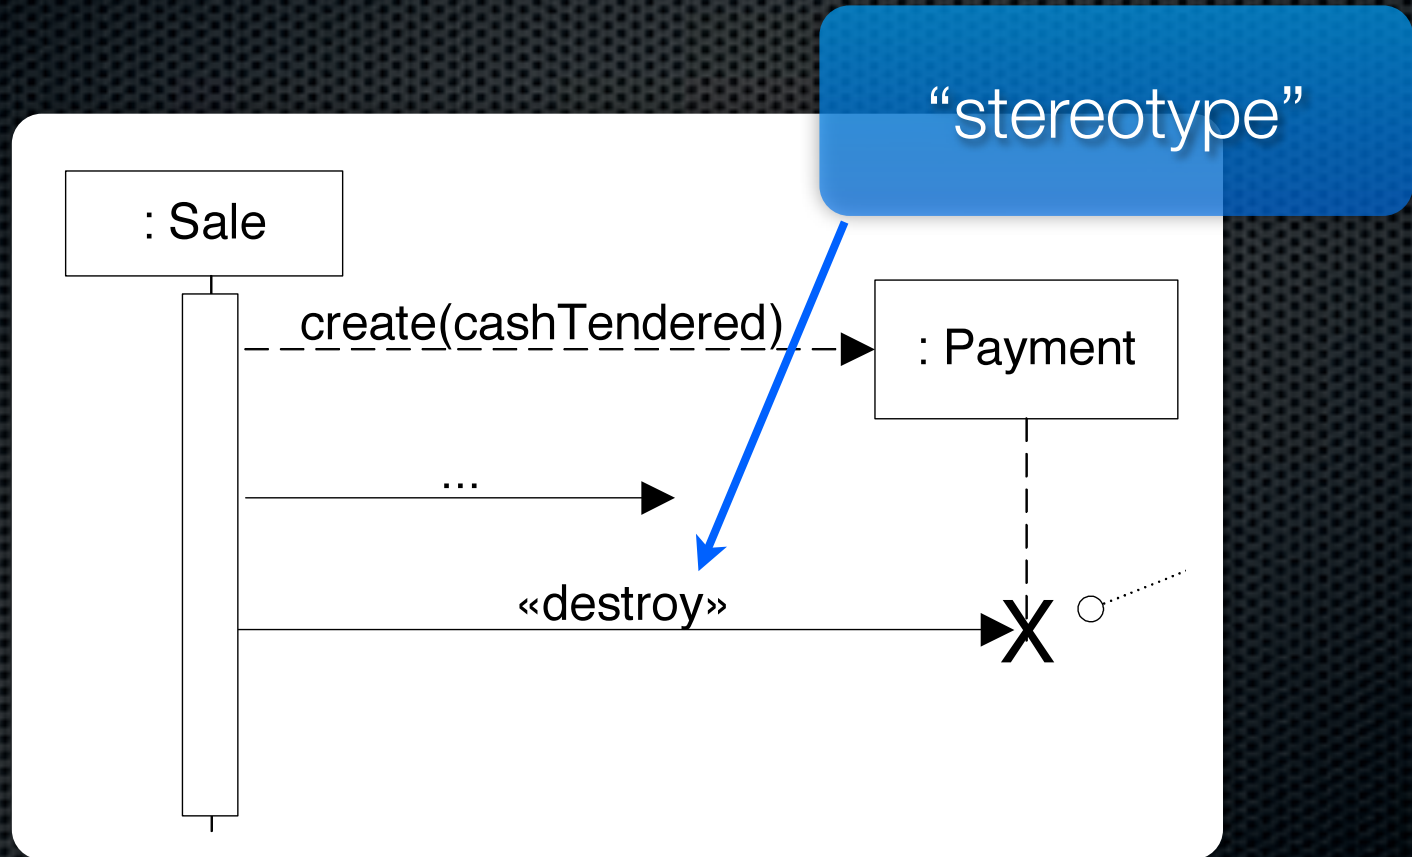 “stereotype”
: Sale
create(cashTendered)
: Payment
...
«destroy»
X